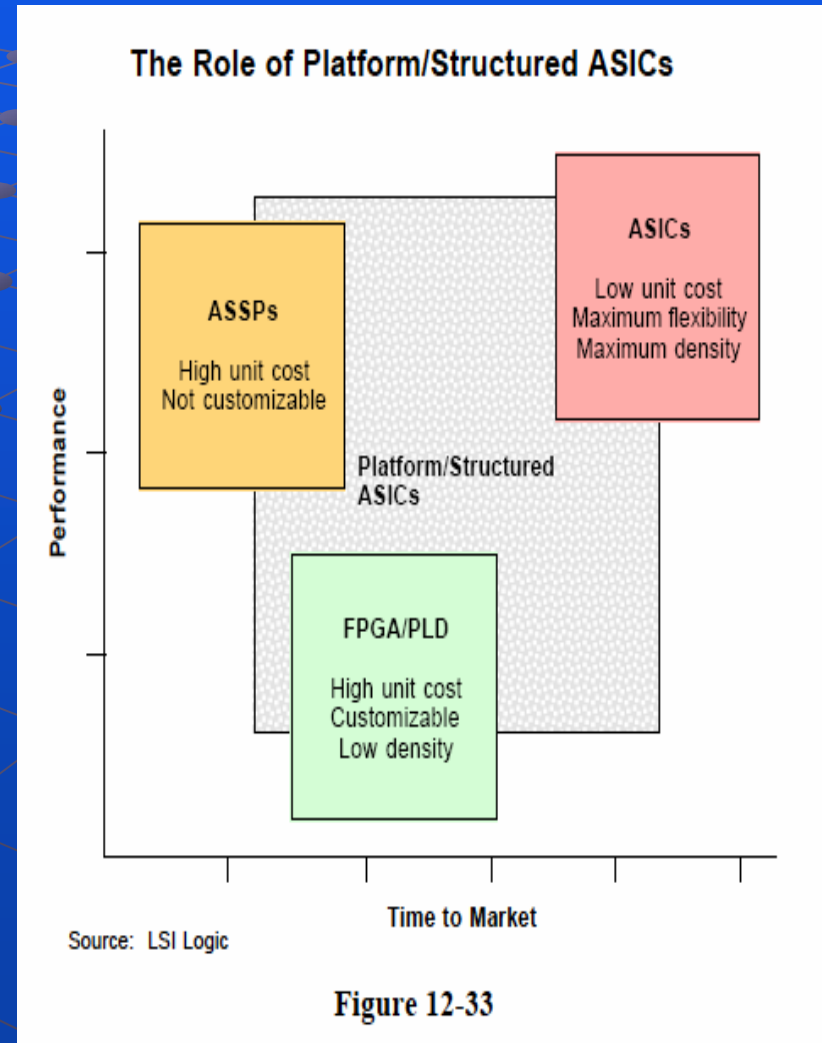 The Role of Platform/Structured ASICs
ASICs
Low unit cost
Maximum flexibility
Maximum density
ASSPs
High unit cost
Not customizable
Performance
Platform/Structured
ASICs
FPGA/PLD
High unit cost
Customizable
Low density
Time to Market
Source: LSI Logic
Figure 12-33